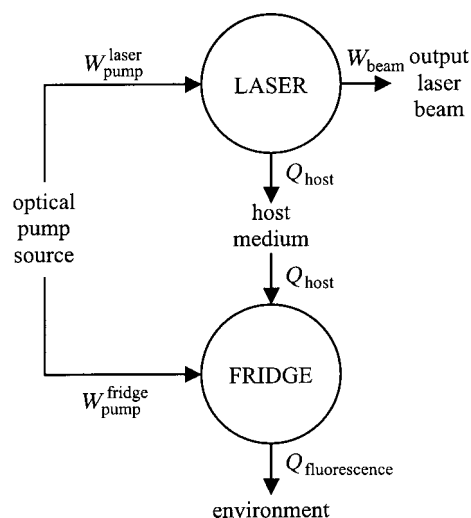 W_pump^laser
LASER
W_beam
output
laser
beam
Q_host
host
medium
optical
pump
source
Q_host
FRIDGE
W_pump^fridge
Q_fluorescence
environment